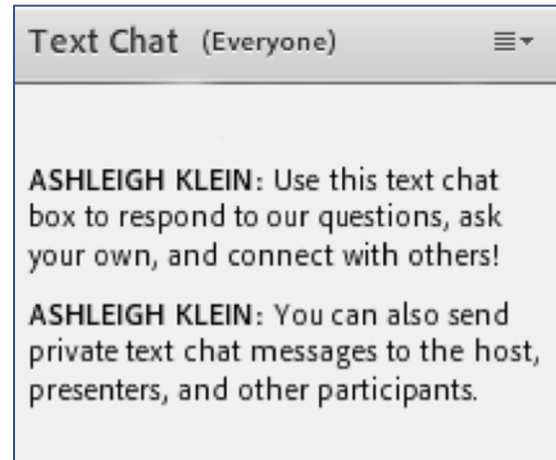 Text Chat (Everyone)
ASHLEIGH KLEIN: Use this text chat
box to respond to our questions, ask
your own, and connect with others!
ASHLEIGH KLEIN: You can also send
private text chat messages to the host,
presenters, and other participants.